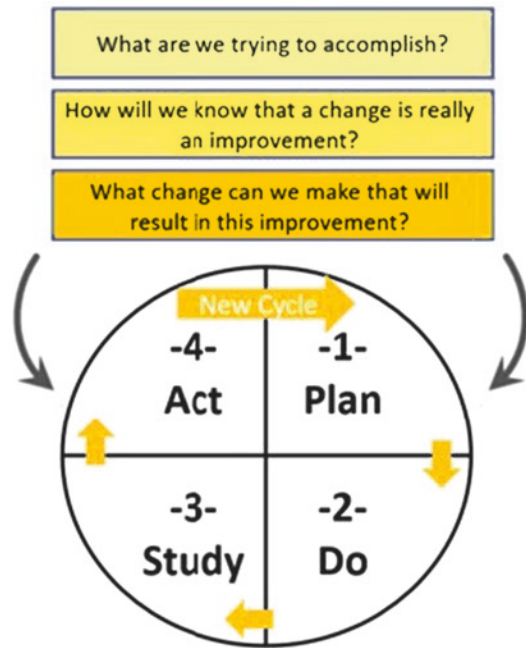 What are we trying to accomplish?
How will we know that a change is really
an improvement?
What change can we make that will
result in this improvement?
New Cycle
-4-
Act
-1-
Plan
-3-
Study
-2-
Do